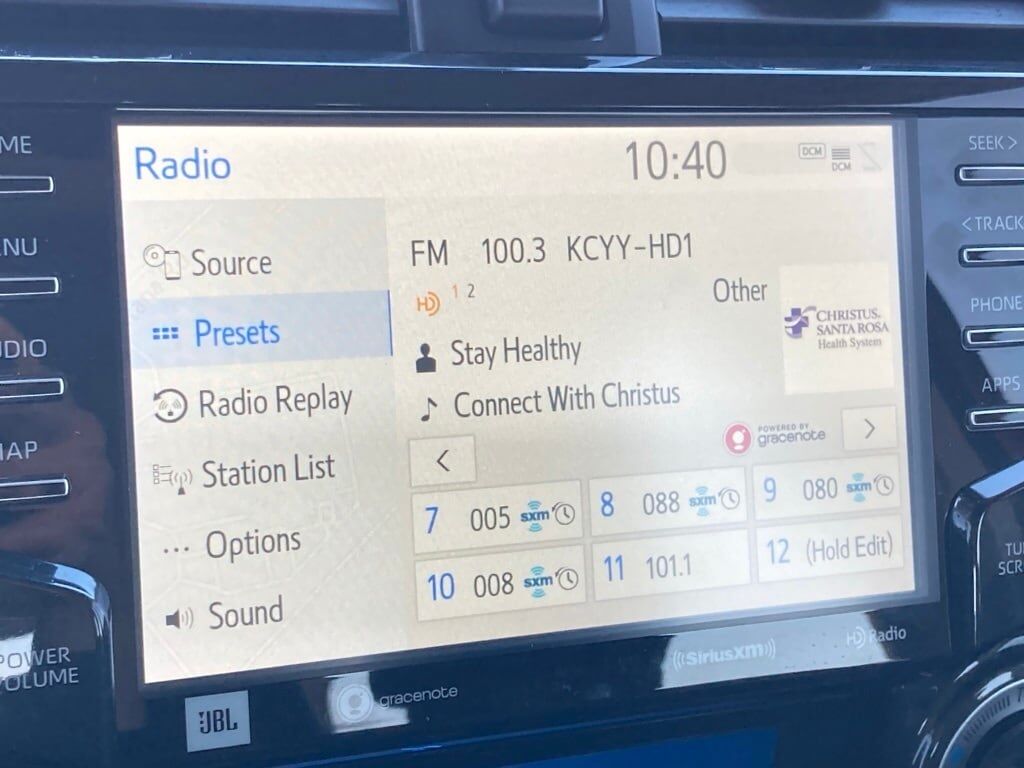 Radio
10:40
DCM
DCM
Source
Presets
Radio Replay
Station List
Options
Sound
FM 100.3 KCYY-HD1
HD 1 2
Other
Stay Healthy
Connect With Christus
CHRISTUS.
SANTA ROSA
Health System
POWERED BY
gracenote
< >
7 005 sxm
8 088 sxm
9 080 sxm
10 008 sxm
11 101.1
12 (Hold Edit)
ME
NU
DIO
AP
POWER
VOLUME
SEEK >
< TRACK
PHONE
APPS
TU
SCR
JBL
gracenote
((SiriusXM))
HD Radio